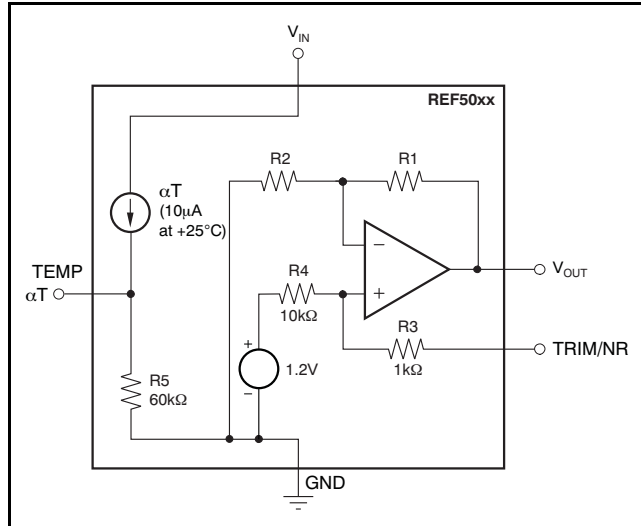 V_IN
REF50xx
R2
R1
αT
(10μA
at +25°C)
TEMP
αT
−
+
R4
10kΩ
V_OUT
R3
1kΩ
TRIM/NR
+
1.2V
−
R5
60kΩ
GND